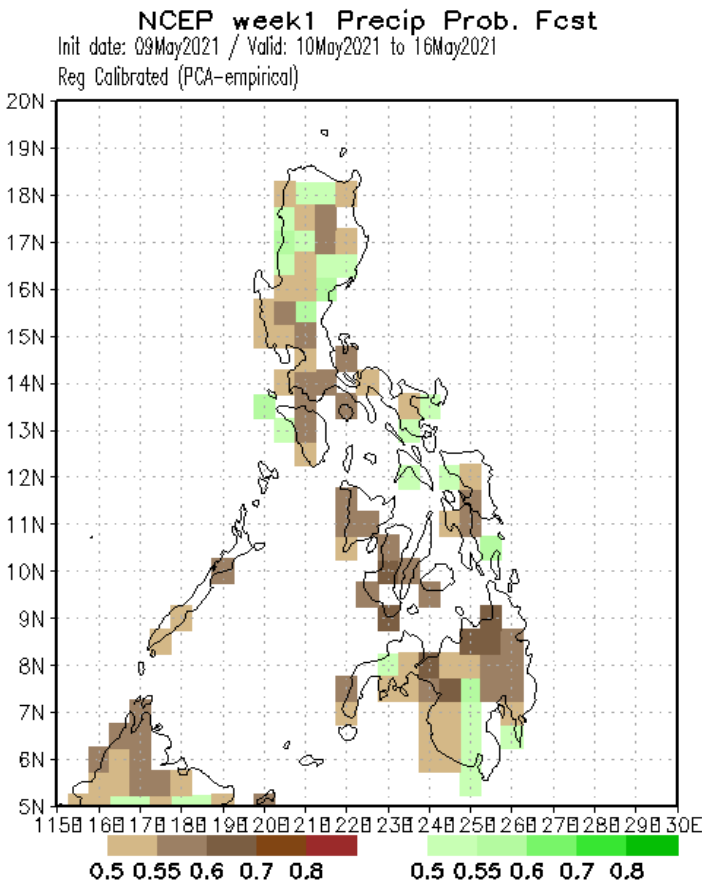 NCEP week1 Precip Prob. Fcst
Init date: 09May2021 / Valid: 10May2021 to 16May2021
Reg Calibrated (PCA-empirical)
20N
19N
18N
17N
16N
15N
14N
13N
12N
11N
10N
9N
8N
7N
6N
5N
115E 116E 117E 118E 119E 120E 121E 122E 123E 124E 125E 126E 127E 128E 129E 130E
0.5 0.55 0.6 0.7 0.8 0.5 0.55 0.6 0.7 0.8